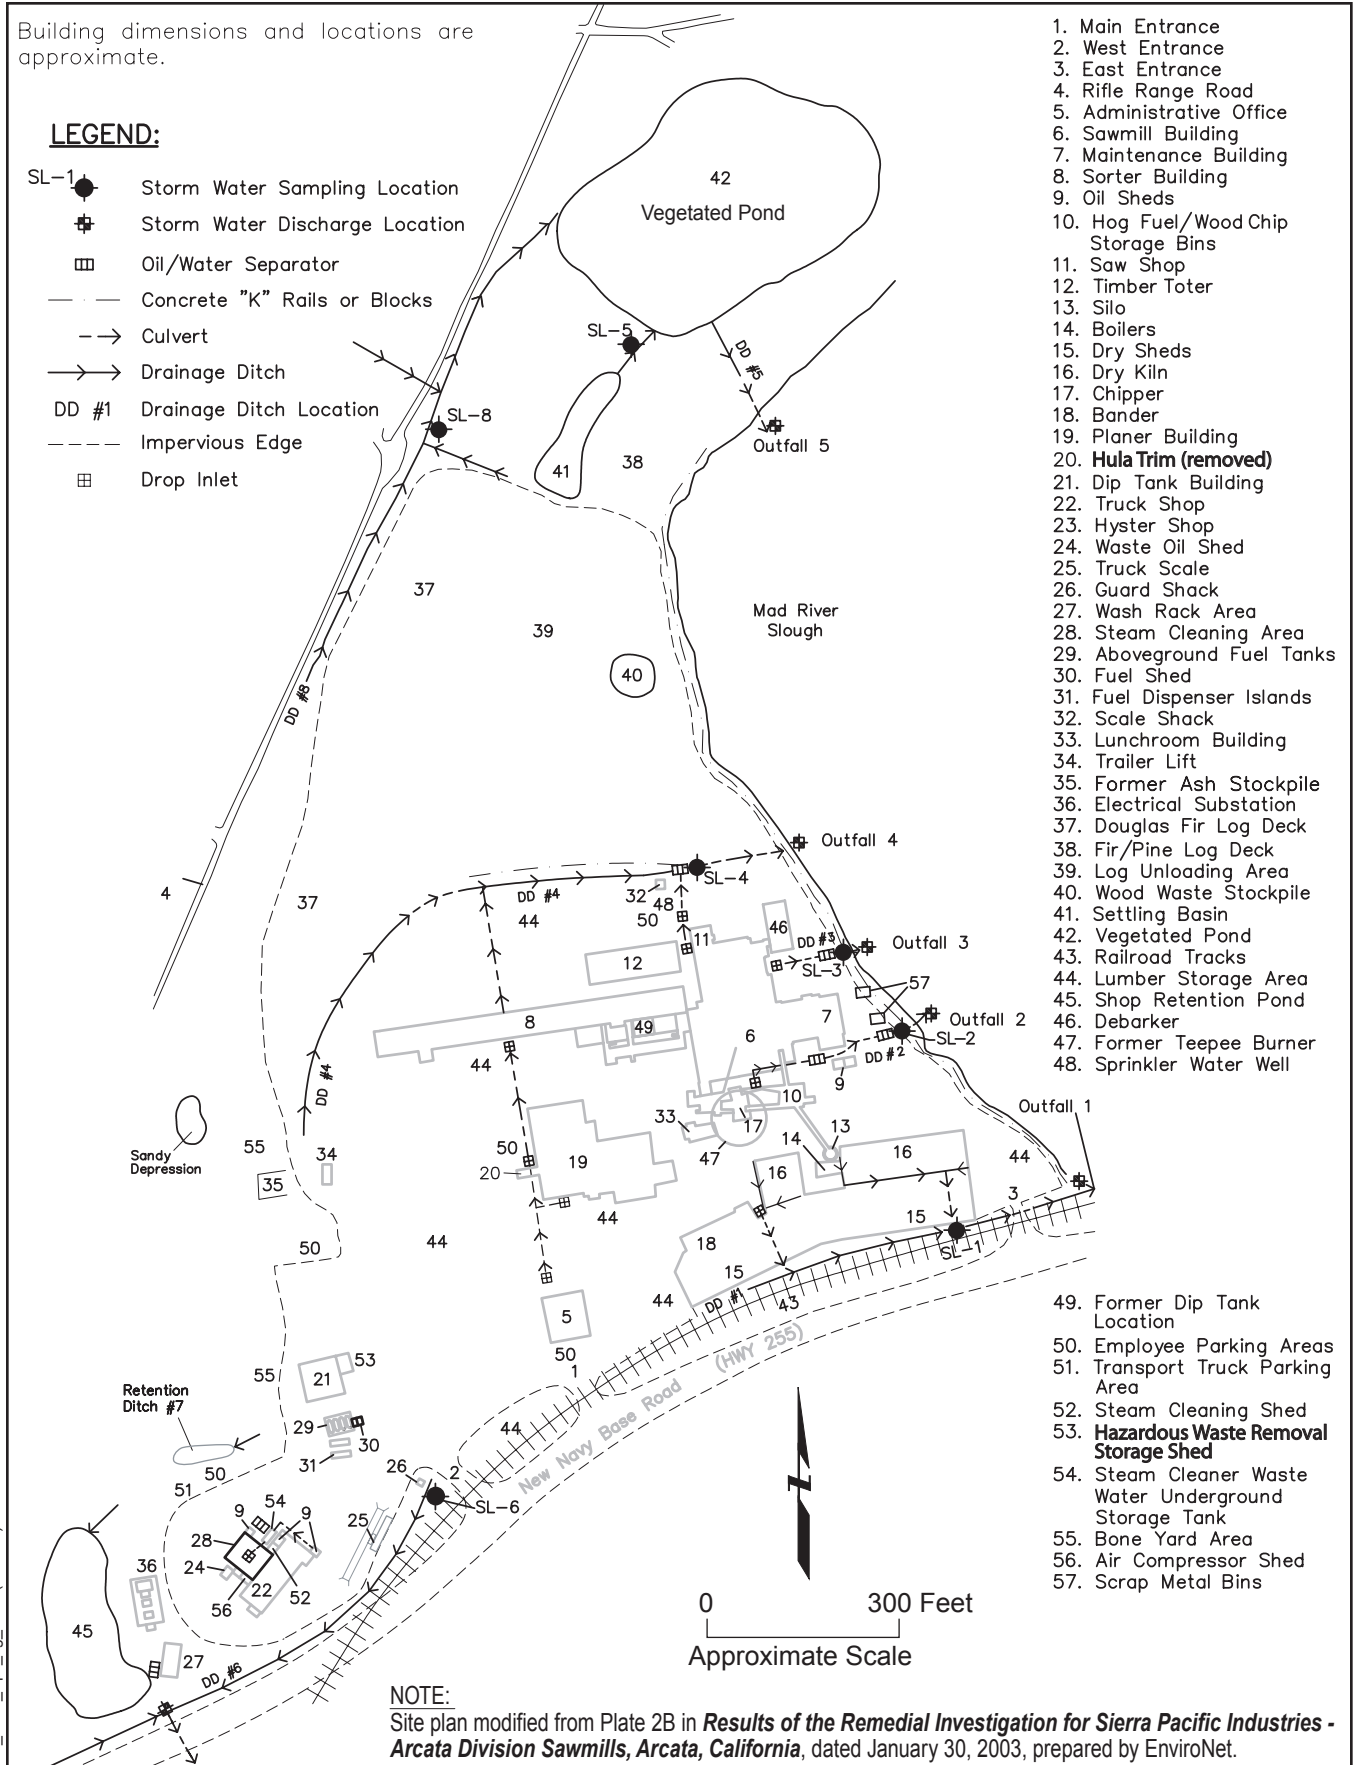 Building dimensions and locations are
approximate.
LEGEND:
SL-1
Storm Water Sampling Location
Storm Water Discharge Location
Oil/Water Separator
Concrete "K" Rails or Blocks
Culvert
Drainage Ditch
DD #1 Drainage Ditch Location
Impervious Edge
Drop Inlet
1. Main Entrance
2. West Entrance
3. East Entrance
4. Rifle Range Road
5. Administrative Office
6. Sawmill Building
7. Maintenance Building
8. Sorter Building
9. Oil Sheds
10. Hog Fuel/Wood Chip
Storage Bins
11. Saw Shop
12. Timber Toter
13. Silo
14. Boilers
15. Dry Sheds
16. Dry Kiln
17. Chipper
18. Bander
19. Planer Building
20. Hula Trim (removed)
21. Dip Tank Building
22. Truck Shop
23. Hyster Shop
24. Waste Oil Shed
25. Truck Scale
26. Guard Shack
27. Wash Rack Area
28. Steam Cleaning Area
29. Aboveground Fuel Tanks
30. Fuel Shed
31. Fuel Dispenser Islands
32. Scale Shack
33. Lunchroom Building
34. Trailer Lift
35. Former Ash Stockpile
36. Electrical Substation
37. Douglas Fir Log Deck
38. Fir/Pine Log Deck
39. Log Unloading Area
40. Wood Waste Stockpile
41. Settling Basin
42. Vegetated Pond
43. Railroad Tracks
44. Lumber Storage Area
45. Shop Retention Pond
46. Debarker
47. Former Teepee Burner
48. Sprinkler Water Well
49. Former Dip Tank
Location
50. Employee Parking Areas
51. Transport Truck Parking
Area
52. Steam Cleaning Shed
53. Hazardous Waste Removal
Storage Shed
54. Steam Cleaner Waste
Water Underground
Storage Tank
55. Bone Yard Area
56. Air Compressor Shed
57. Scrap Metal Bins
42
Vegetated Pond
SL-5
DD #5
SL-8
Outfall 5
41
38
37
39
Mad River
Slough
40
DD #8
4
37
Outfall 4
SL-4
DD #4
32
48
44
50
46
11
DD #3
Outfall 3
12
SL-3
57
8
49
7
Outfall 2
6
SL-2
44
DD #2
9
DD #4
10
Outfall 1
33
17
13
Sandy
Depression
55
34
50
19
47
14
16
44
20
16
35
3
44
15
50
44
18
SL-1
15
44
DD #1
43
5
(HWY 255)
50
1
53
55
21
Retention
Ditch #7
29
30
44
New Navy Base Road
31
50
26
2
51
SL-6
54
9
9
25
28
36
24
22
52
56
45
27
DD #6
0
300 Feet
Approximate Scale
NOTE:
Site plan modified from Plate 2B in Results of the Remedial Investigation for Sierra Pacific Industries -
Arcata Division Sawmills, Arcata, California, dated January 30, 2003, prepared by EnviroNet.